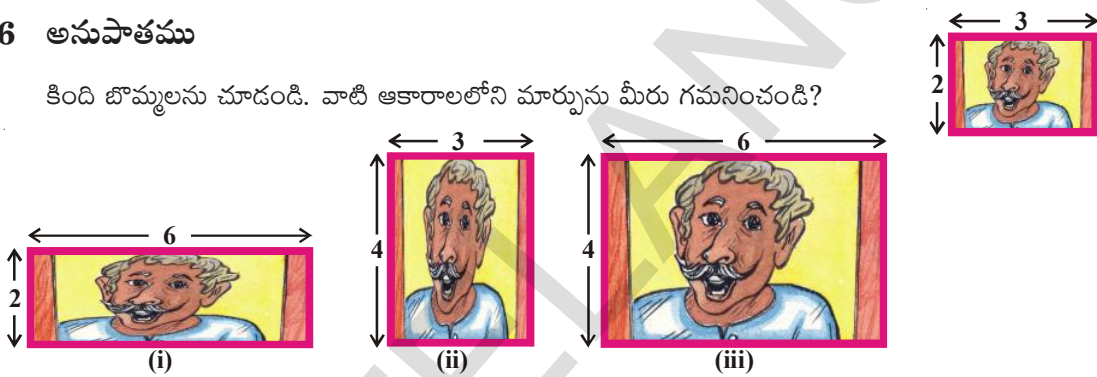 6 అనుపాతము
3
2
కింది బొమ్మలను చూడండి. వాటి ఆకారాలలోని మార్పును మీరు గమనించండి?
3
6
6
4
4
2
(i)
(ii)
(iii)